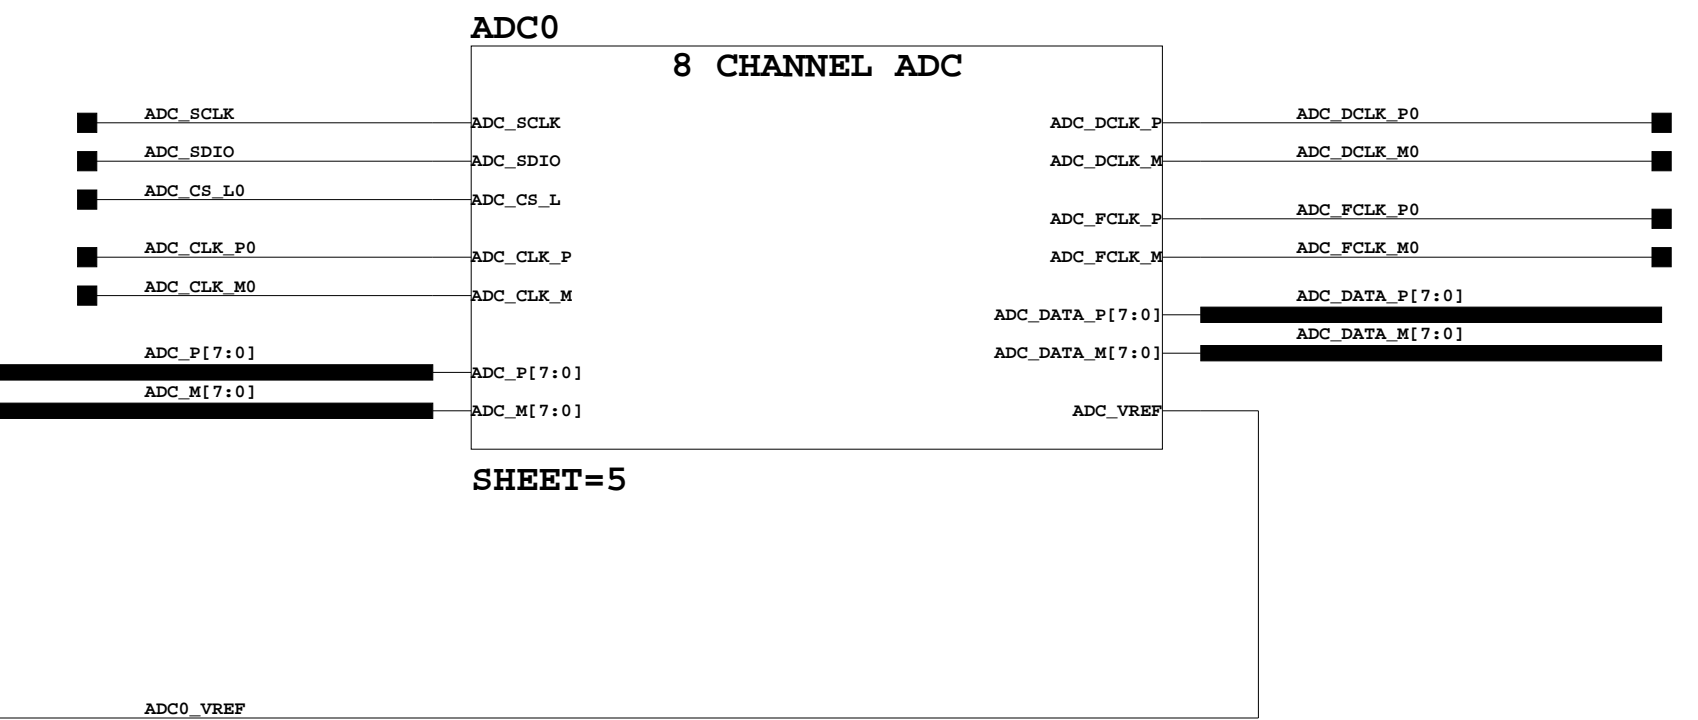 ADC0
8 CHANNEL ADC
ADC_SCLK
ADC_SCLK
ADC_DCLK_P
ADC_DCLK_P0
ADC_SDIO
ADC_SDIO
ADC_DCLK_M
ADC_DCLK_M0
ADC_CS_L0
ADC_CS_L
ADC_FCLK_P
ADC_FCLK_P0
ADC_CLK_P0
ADC_CLK_P
ADC_FCLK_M
ADC_FCLK_M0
ADC_CLK_M0
ADC_CLK_M
ADC_DATA_P[7:0]
ADC_DATA_P[7:0]
ADC_DATA_M[7:0]
ADC_DATA_M[7:0]
ADC_P[7:0]
ADC_P[7:0]
ADC_M[7:0]
ADC_M[7:0]
ADC_VREF
SHEET=5
ADC0_VREF